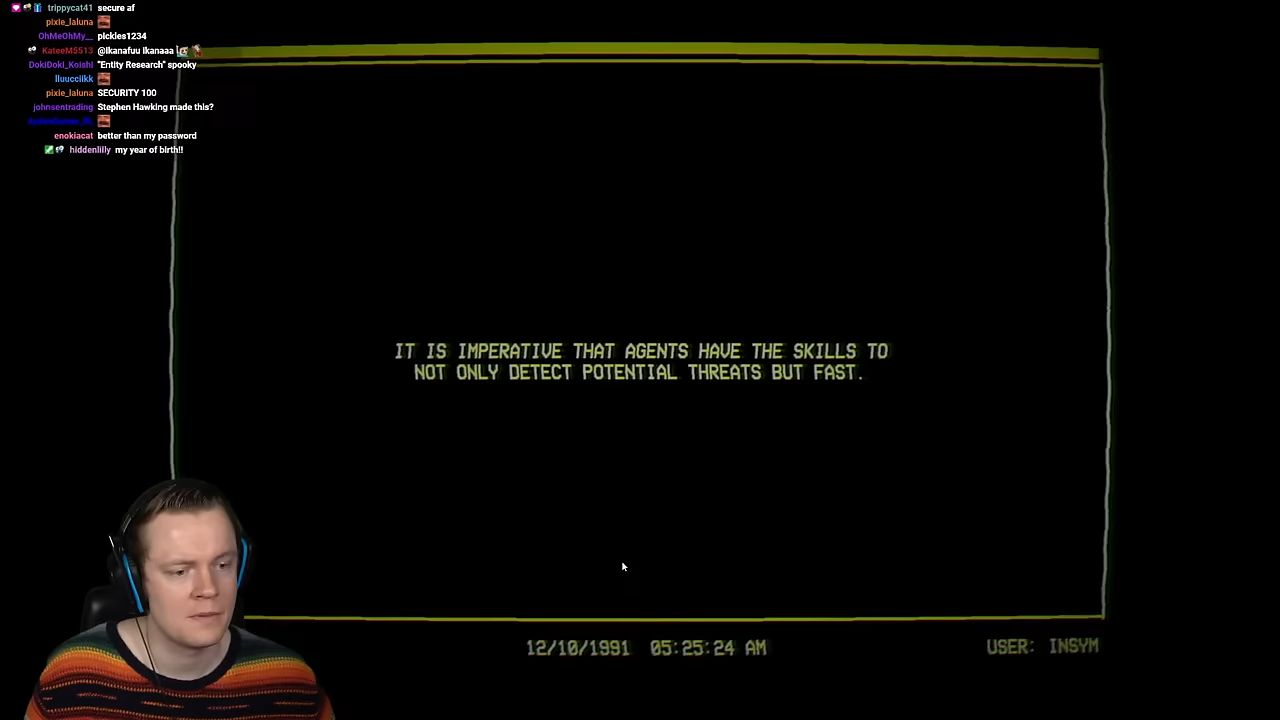 trippycat41 secure af
pixie_laluna
OhMeOhMy__ pickles1234
KateeM5513 @Ikanafuu Ikanaaa
DokiDoki_Koishi "Entity Research" spooky
lluucciikk
pixie_laluna SECURITY 100
johnsentrading Stephen Hawking made this?
enokiacat better than my password
hiddenlilly my year of birth!!
IT IS IMPERATIVE THAT AGENTS HAVE THE SKILLS TO
NOT ONLY DETECT POTENTIAL THREATS BUT FAST.
12/10/1991 05:25:24 AM USER: INSYM